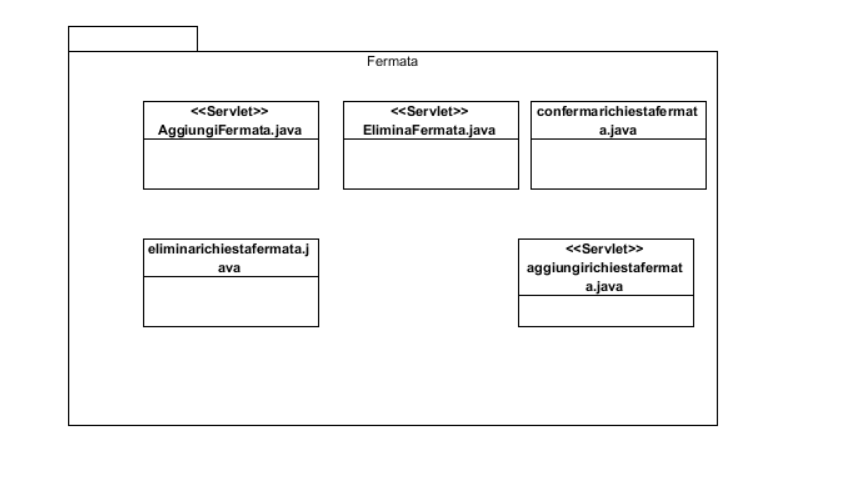 Fermata
<<Servlet>>
AggiungiFermata.java
<<Servlet>>
EliminaFermata.java
confermarichiestafermat
a.java
eliminarichiestafermata.j
ava
<<Servlet>>
aggiungirichiestafermat
a.java